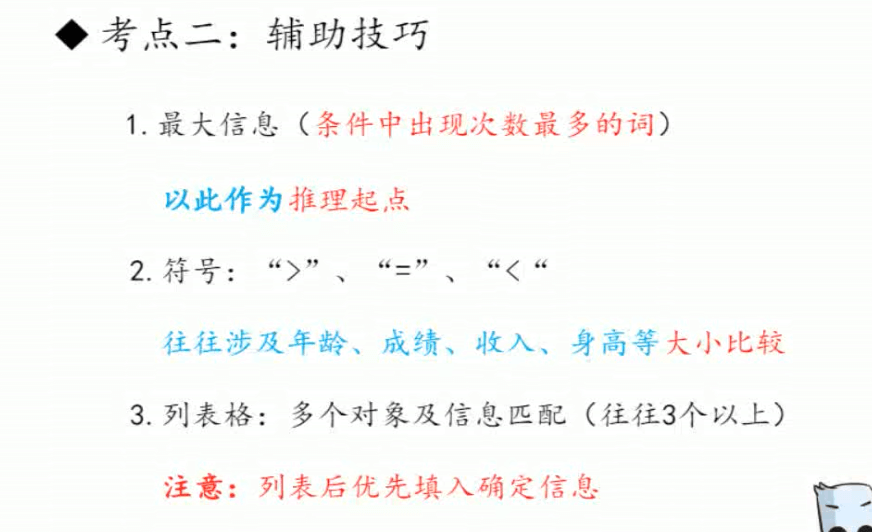 ◆ 考点二：辅助技巧
1. 最大信息（条件中出现次数最多的词）
以此作为推理起点
2. 符号：“>”、“=”、“<“
往往涉及年龄、成绩、收入、身高等大小比较
3. 列表格：多个对象及信息匹配（往往3个以上）
注意：列表后优先填入确定信息